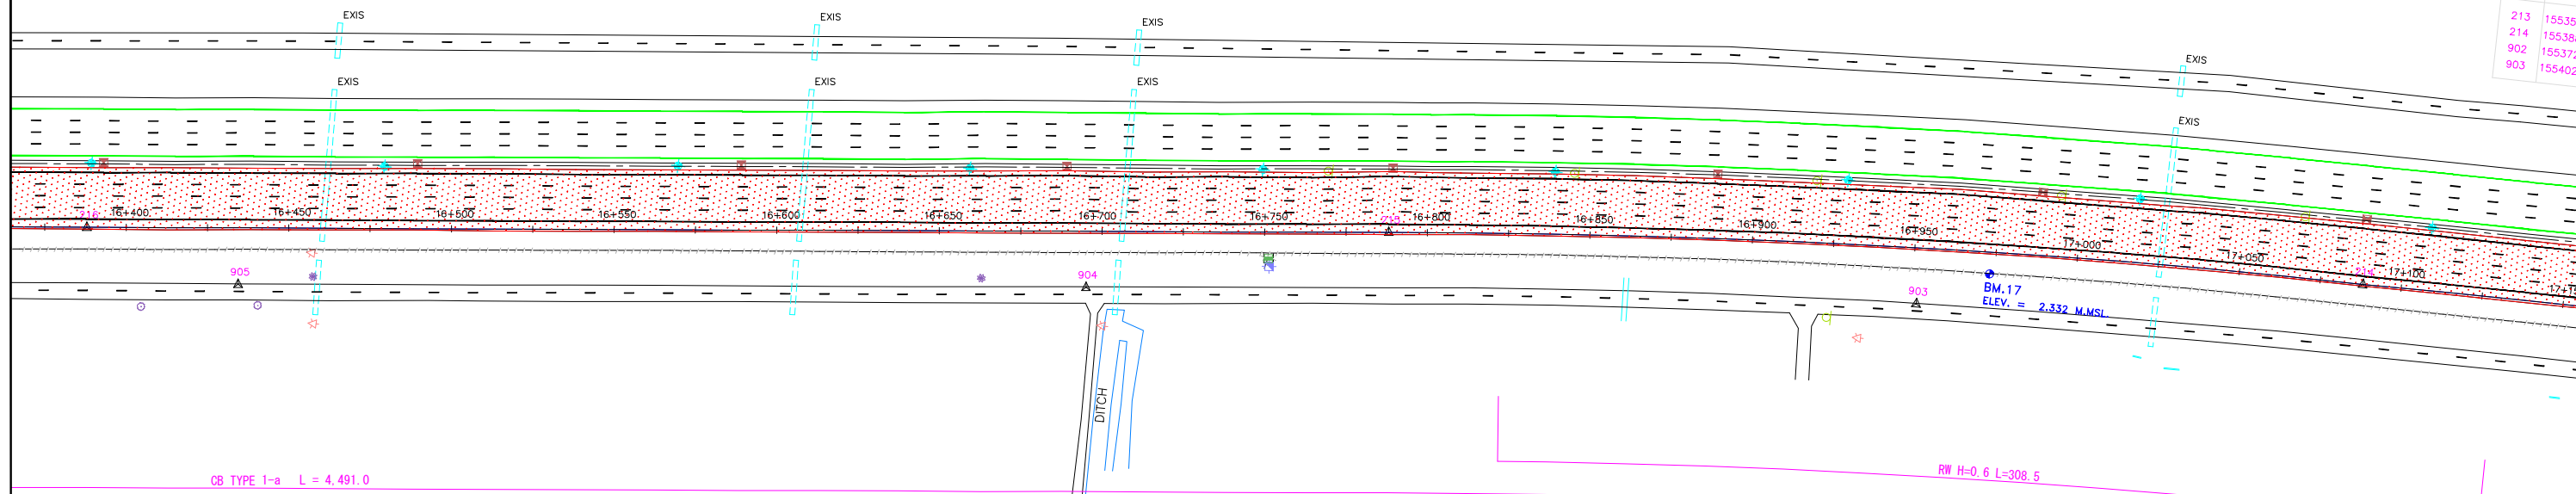 EXIS
EXIS
EXIS
EXIS
213
214
902
903
EXIS
EXIS
EXIS
EXIS
216
16+400
16+450
16+500
16+550
16+600
16+650
16+700
16+750
215
16+800
16+850
16+900
16+950
17+000
17+050
214
17+100
905
904
903
BM.17
ELEV. = 2.332 M.MSL.
DITCH
CB TYPE 1-a L = 4,491.0
RW H=0.6 L=308.5